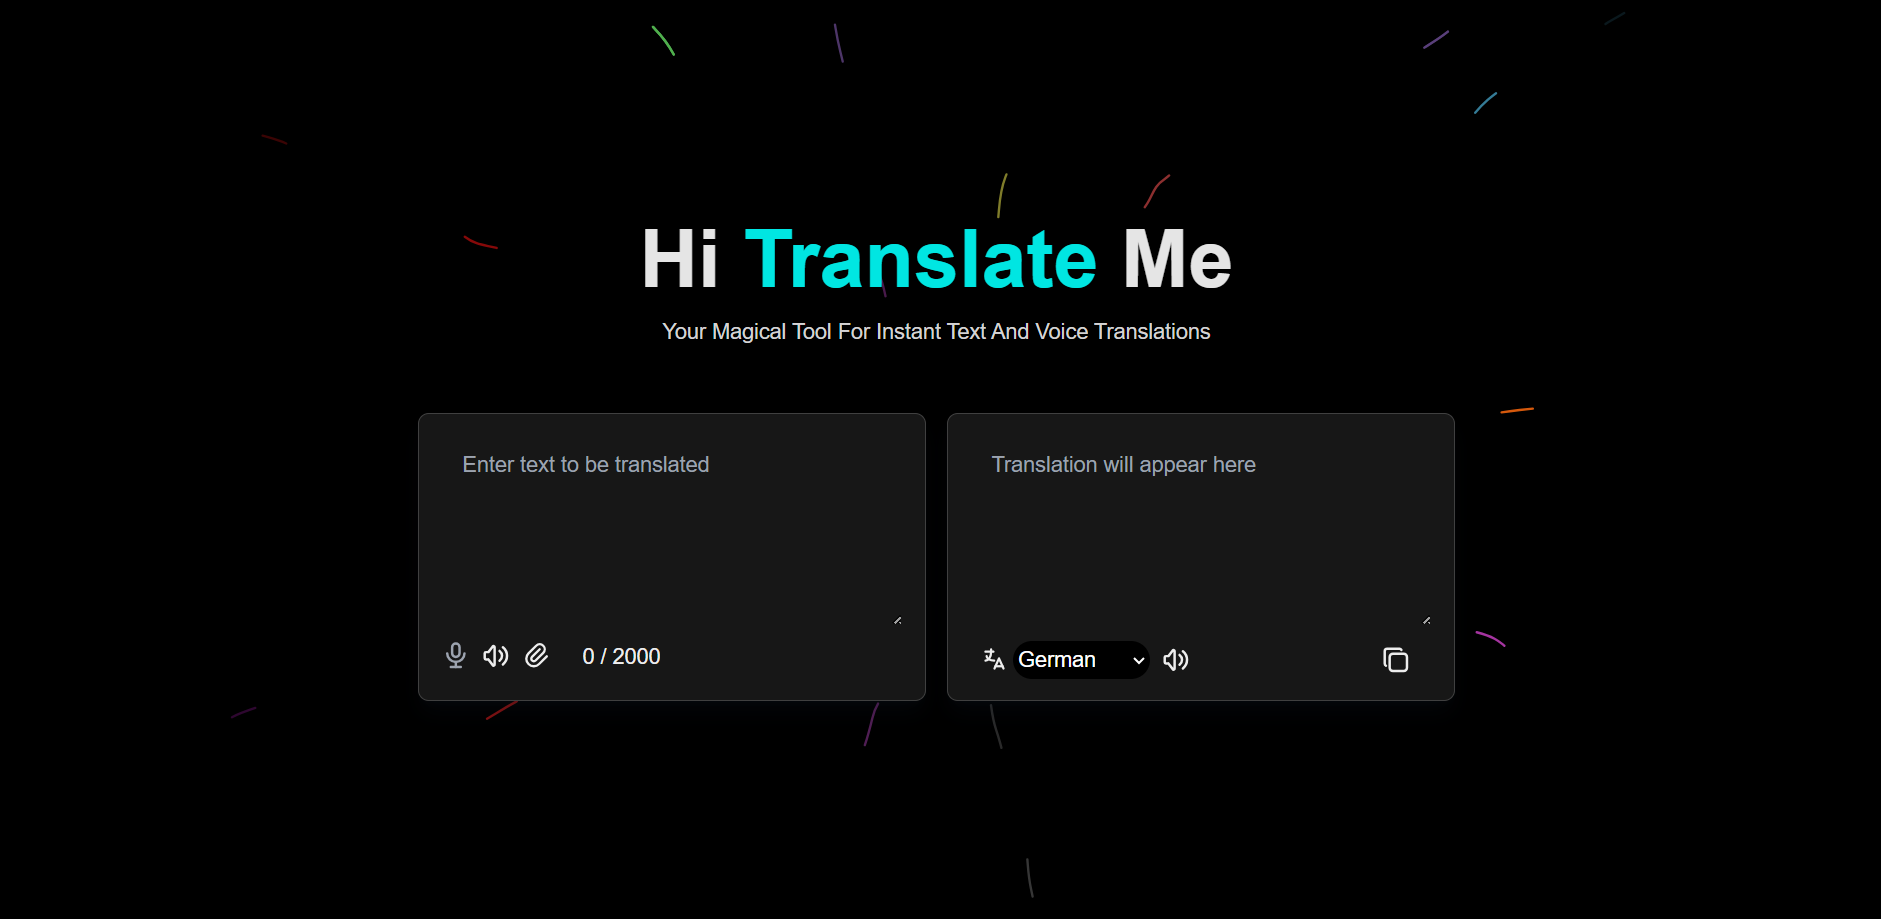 Hi Translate Me
Your Magical Tool For Instant Text And Voice Translations
Enter text to be translated
0 / 2000
Translation will appear here
German